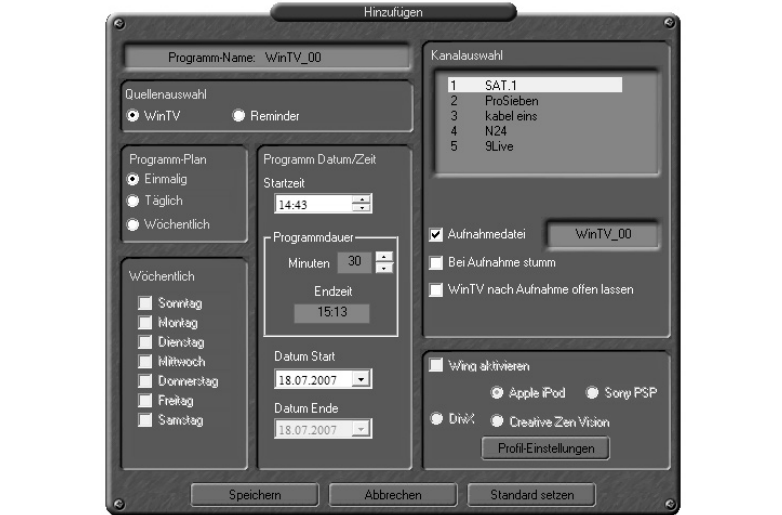 Hinzufügen
Programm-Name: WinTV_00
Quellenauswahl
WinTV Reminder
Programm-Plan
Einmalig
Täglich
Wöchentlich
Wöchentlich
Sonntag
Montag
Dienstag
Mittwoch
Donnerstag
Freitag
Samstag
Programm Datum/Zeit
Startzeit
14:43
Programmdauer
Minuten 30
Endzeit
15:13
Datum Start
18.07.2007
Datum Ende
18.07.2007
Kanalauswahl
1 SAT.1
2 ProSieben
3 kabel eins
4 N24
5 9Live
Aufnahmedatei WinTV_00
Bei Aufnahme stumm
WinTV nach Aufnahme offen lassen
Wing aktivieren
Apple iPod Sony PSP
DivX Creative Zen Vision
Profil-Einstellungen
Speichern Abbrechen Standard setzen